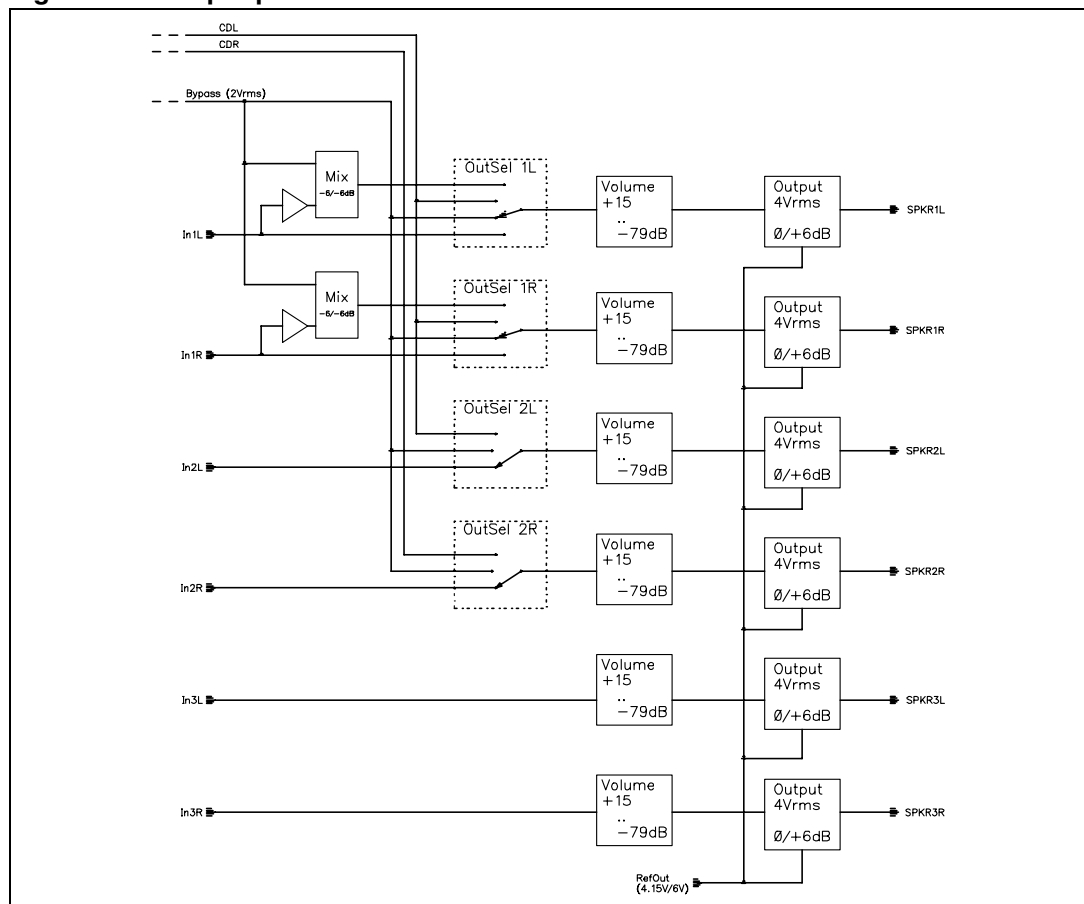 CDL
CDR
Bypass (2Vrms)
OutSel 1L
Mix
-6/-6dB
Volume
+15
..
-79dB
Output
4Vrms
Ø/+6dB
SPKR1L
In1L
OutSel 1R
Mix
-6/-6dB
Volume
+15
..
-79dB
Output
4Vrms
Ø/+6dB
SPKR1R
In1R
OutSel 2L
Volume
+15
..
-79dB
Output
4Vrms
Ø/+6dB
SPKR2L
In2L
OutSel 2R
Volume
+15
..
-79dB
Output
4Vrms
Ø/+6dB
SPKR2R
In2R
Volume
+15
..
-79dB
Output
4Vrms
Ø/+6dB
In3L
SPKR3L
Volume
+15
..
-79dB
Output
4Vrms
Ø/+6dB
In3R
SPKR3R
RefOut
(4.15V/6V)